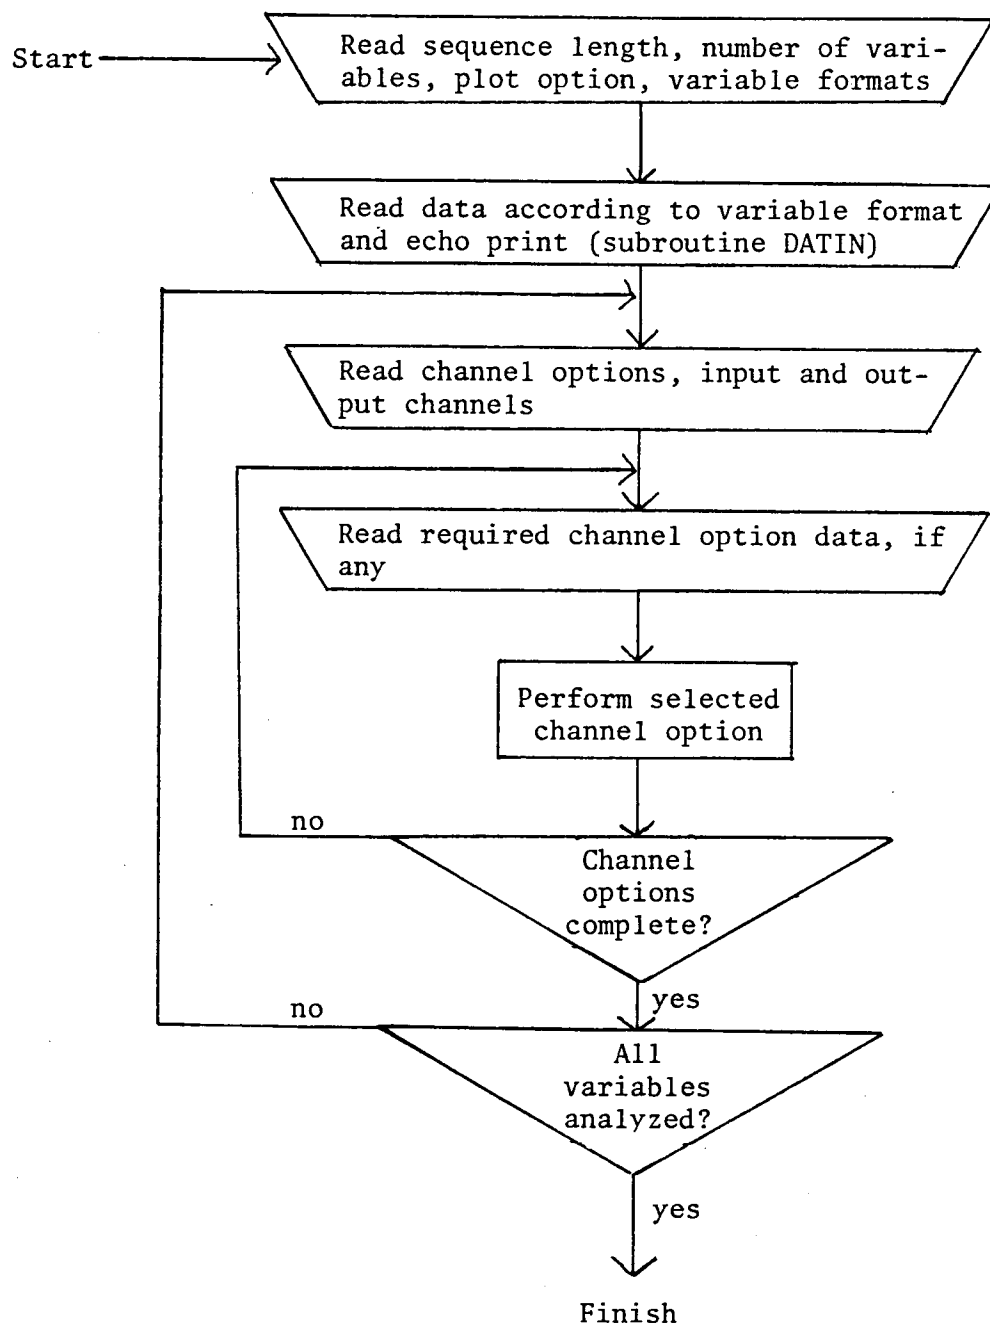 Start
Read sequence length, number of vari-
ables, plot option, variable formats
Read data according to variable format
and echo print (subroutine DATIN)
Read channel options, input and out-
put channels
Read required channel option data, if
any
Perform selected
channel option
no
Channel
options
complete?
yes
no
All
variables
analyzed?
yes
Finish